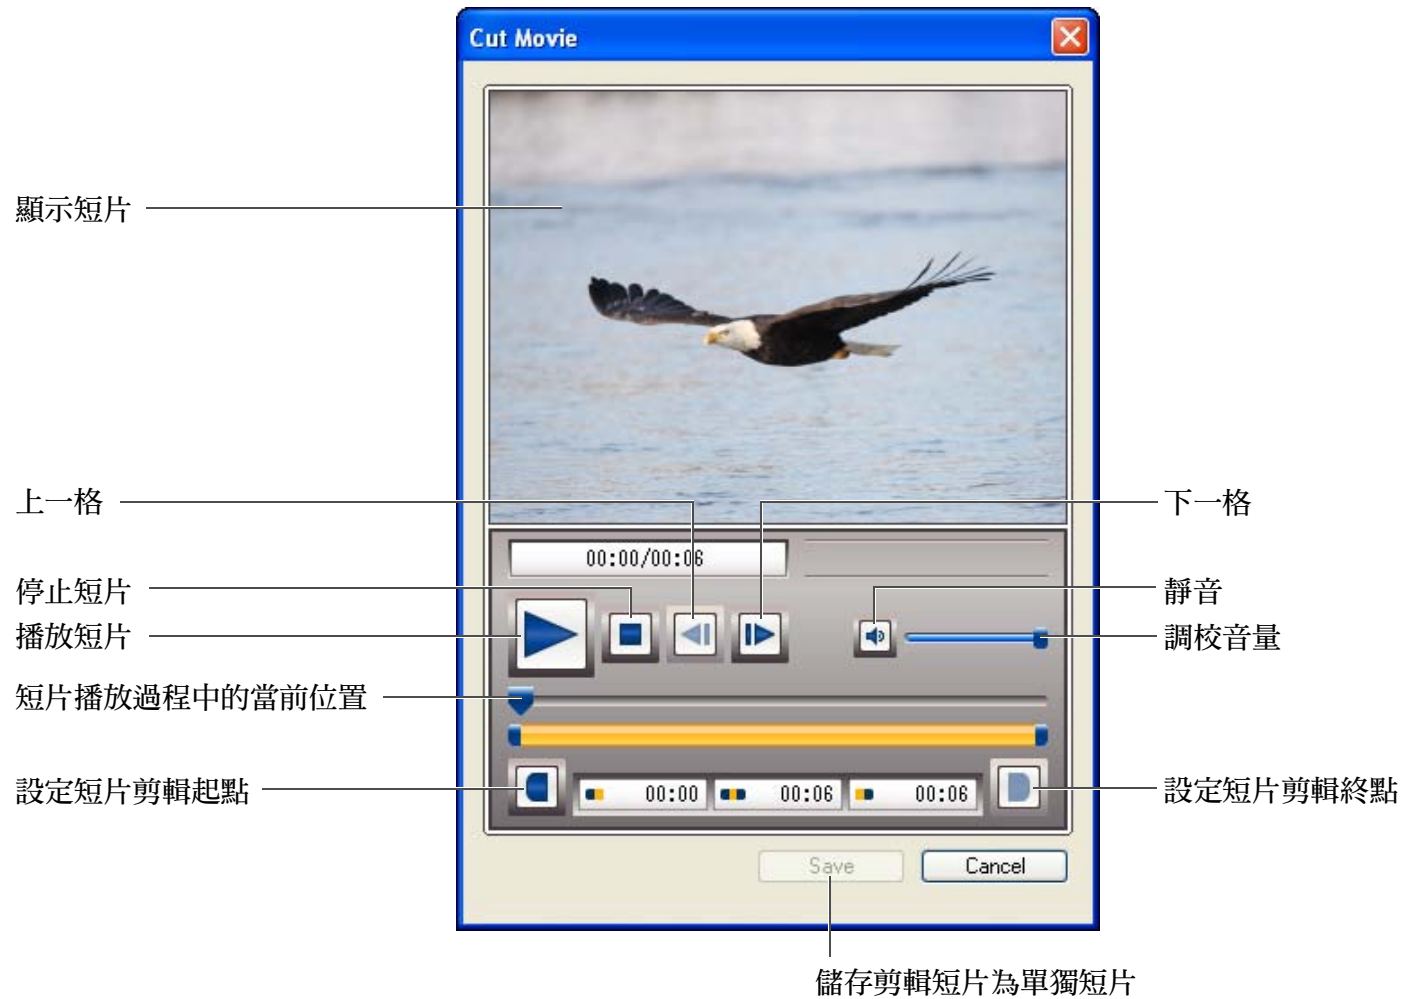 Cut Movie
顯示短片
上一格
下一格
00:00/00:06
停止短片
靜音
播放短片
調校音量
短片播放過程中的當前位置
設定短片剪輯起點
00:00
00:06
00:06
設定短片剪輯終點
Save
Cancel
儲存剪輯短片為單獨短片